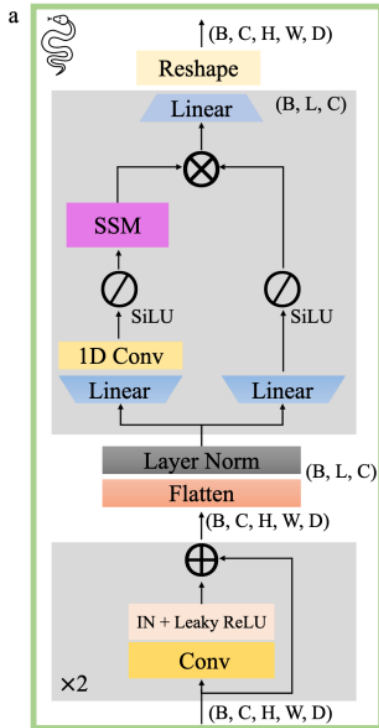 a
(B, C, H, W, D)
Reshape
Linear
(B, L, C)
SSM
SiLU
SiLU
1D Conv
Linear
Linear
Layer Norm
(B, L, C)
Flatten
(B, C, H, W, D)
IN + Leaky ReLU
Conv
×2
(B, C, H, W, D)